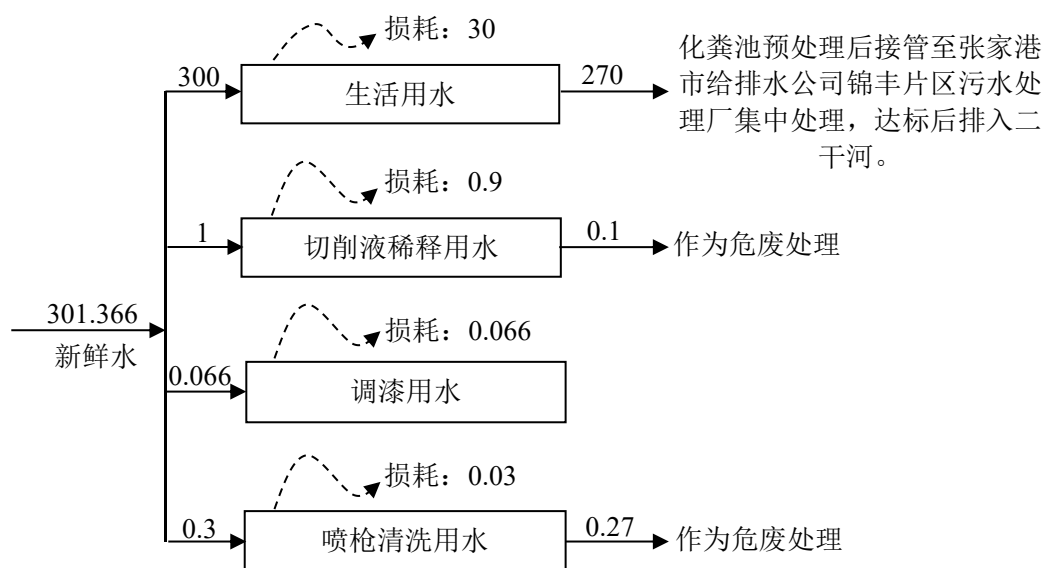 损耗：30
300
生活用水
270
化粪池预处理后接管至张家港
市给排水公司锦丰片区污水处
理厂集中处理，达标后排入二
干河。
损耗：0.9
1
切削液稀释用水
0.1
作为危废处理
301.366
新鲜水
损耗：0.066
0.066
调漆用水
损耗：0.03
0.3
喷枪清洗用水
0.27
作为危废处理